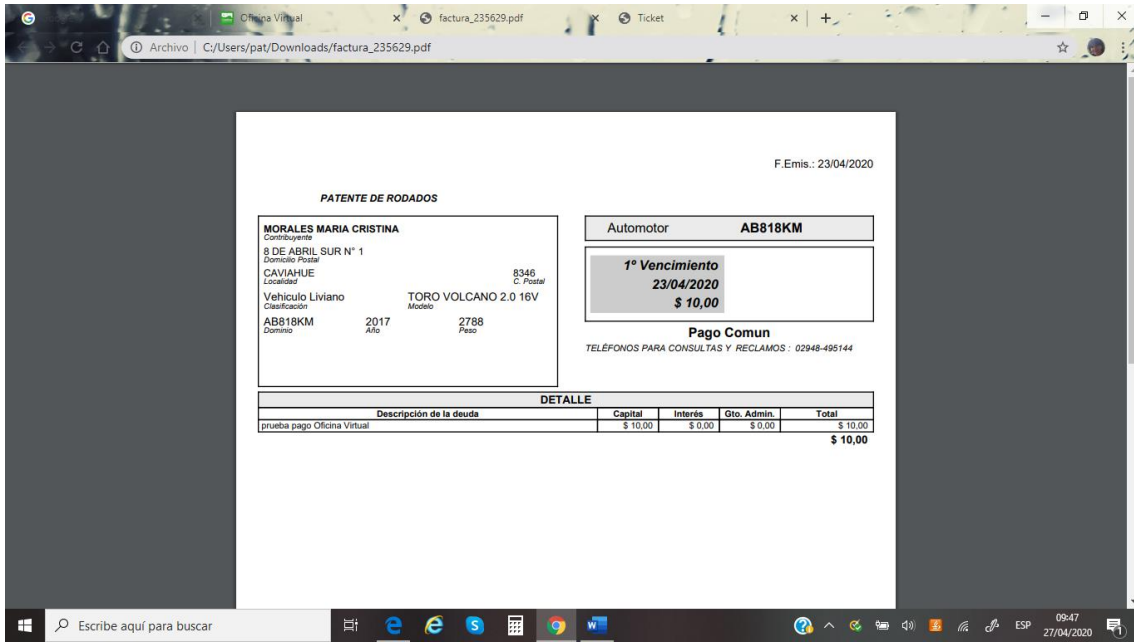 Oficina Virtual
factura_235629.pdf
Ticket
Archivo | C:/Users/pat/Downloads/factura_235629.pdf
F.Emis.: 23/04/2020
PATENTE DE RODADOS
MORALES MARIA CRISTINA
Contribuyente
8 DE ABRIL SUR N° 1
Domicilio Postal
CAVIAHUE 8346
Localidad C. Postal
Vehiculo Liviano TORO VOLCANO 2.0 16V
Clasificación Modelo
AB818KM 2017 2788
Dominio Año Peso
Automotor AB818KM
1º Vencimiento
23/04/2020
$ 10,00
Pago Comun
TELÉFONOS PARA CONSULTAS Y RECLAMOS : 02948-495144
DETALLE
Descripción de la deuda Capital Interés Gto. Admin. Total
prueba pago Oficina Virtual $ 10,00 $ 0,00 $ 0,00 $ 10,00
$ 10,00
Escribe aquí para buscar
ESP
09:47
27/04/2020